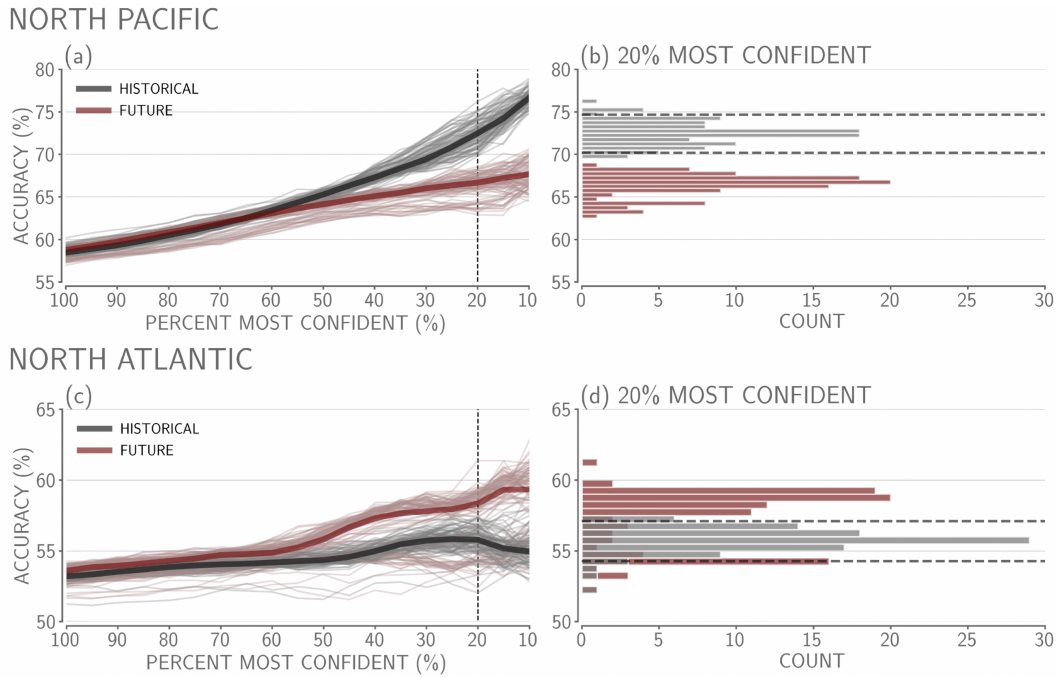 NORTH PACIFIC
(a)
(b) 20% MOST CONFIDENT
80
75
70
65
60
55
ACCURACY (%)
HISTORICAL
FUTURE
100 90 80 70 60 50 40 30 20 10
PERCENT MOST CONFIDENT (%)
80
75
70
65
60
55
0 5 10 15 20 25 30
COUNT
NORTH ATLANTIC
(c)
(d) 20% MOST CONFIDENT
65
60
55
50
ACCURACY (%)
HISTORICAL
FUTURE
100 90 80 70 60 50 40 30 20 10
PERCENT MOST CONFIDENT (%)
65
60
55
50
0 5 10 15 20 25 30
COUNT